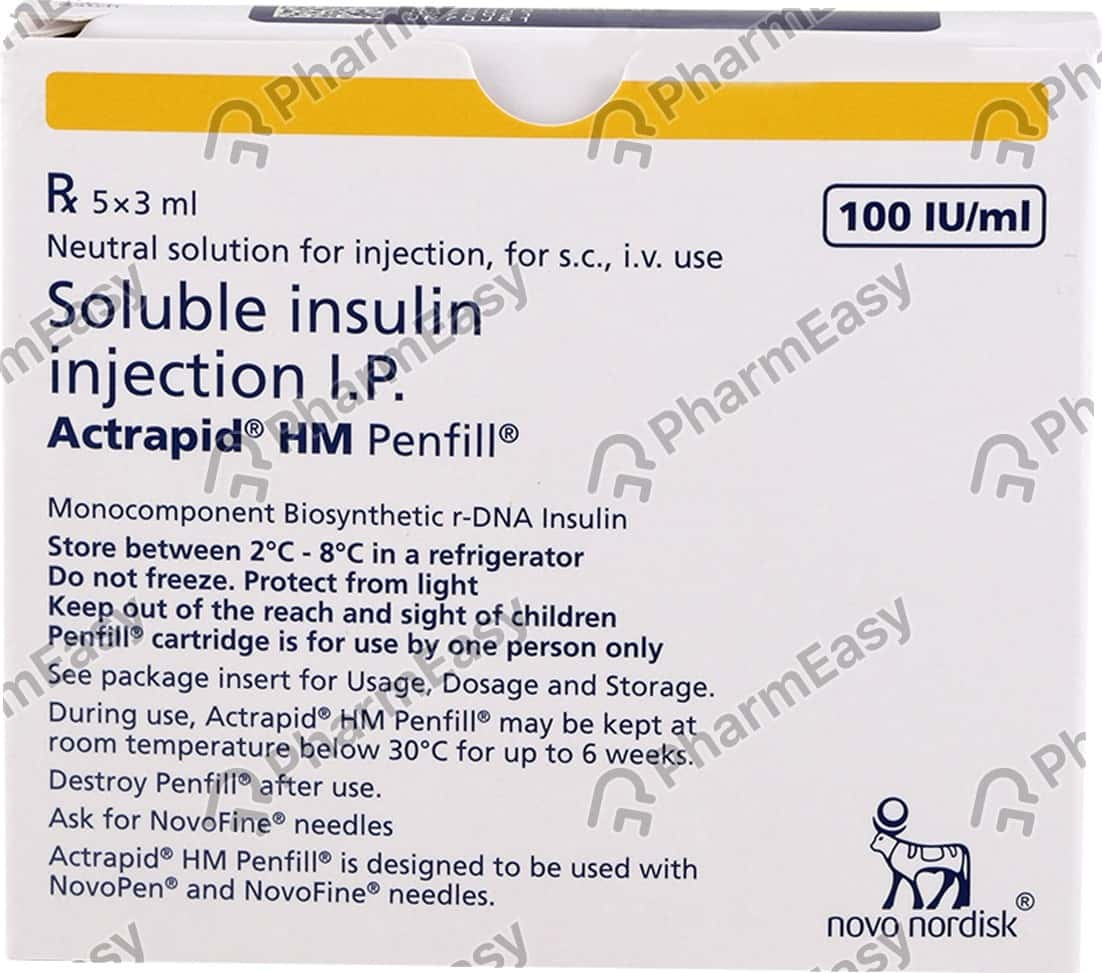 ℞ 5×3 ml
100 IU/ml
Neutral solution for injection, for s.c., i.v. use
Soluble insulin
injection I.P.
Actrapid® HM Penfill®
Monocomponent Biosynthetic r-DNA Insulin
Store between 2°C - 8°C in a refrigerator
Do not freeze. Protect from light
Keep out of the reach and sight of children
Penfill® cartridge is for use by one person only
See package insert for Usage, Dosage and Storage.
During use, Actrapid® HM Penfill® may be kept at
room temperature below 30°C for up to 6 weeks.
Destroy Penfill® after use.
Ask for NovoFine® needles
Actrapid® HM Penfill® is designed to be used with
NovoPen® and NovoFine® needles.
novo nordisk®
PharmEasy
PharmEasy
PharmEasy
PharmEasy